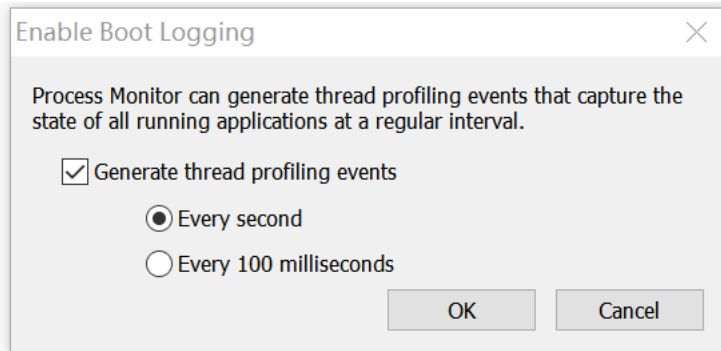 Enable Boot Logging
Process Monitor can generate thread profiling events that capture the
state of all running applications at a regular interval.
Generate thread profiling events
Every second
Every 100 milliseconds
OK Cancel